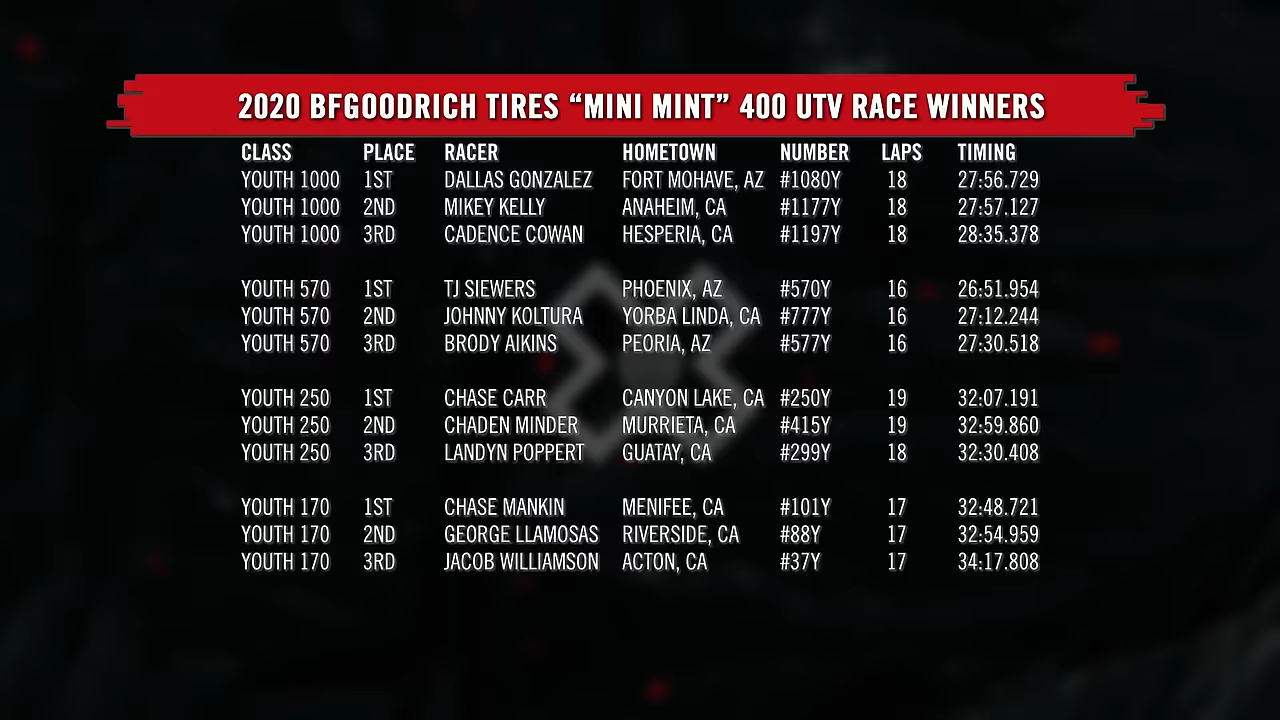 2020 BFGOODRICH TIRES “MINI MINT” 400 UTV RACE WINNERS
CLASS PLACE RACER HOMETOWN NUMBER LAPS TIMING
YOUTH 1000 1ST DALLAS GONZALEZ FORT MOHAVE, AZ #1080Y 18 27:56.729
YOUTH 1000 2ND MIKEY KELLY ANAHEIM, CA #1177Y 18 27:57.127
YOUTH 1000 3RD CADENCE COWAN HESPERIA, CA #1197Y 18 28:35.378
YOUTH 570 1ST TJ SIEWERS PHOENIX, AZ #570Y 16 26:51.954
YOUTH 570 2ND JOHNNY KOLTURA YORBA LINDA, CA #777Y 16 27:12.244
YOUTH 570 3RD BRODY AIKINS PEORIA, AZ #577Y 16 27:30.518
YOUTH 250 1ST CHASE CARR CANYON LAKE, CA #250Y 19 32:07.191
YOUTH 250 2ND CHADEN MINDER MURRIETA, CA #415Y 19 32:59.860
YOUTH 250 3RD LANDYN POPPERT GUATAY, CA #299Y 18 32:30.408
YOUTH 170 1ST CHASE MANKIN MENIFEE, CA #101Y 17 32:48.721
YOUTH 170 2ND GEORGE LLAMOSAS RIVERSIDE, CA #88Y 17 32:54.959
YOUTH 170 3RD JACOB WILLIAMSON ACTON, CA #37Y 17 34:17.808